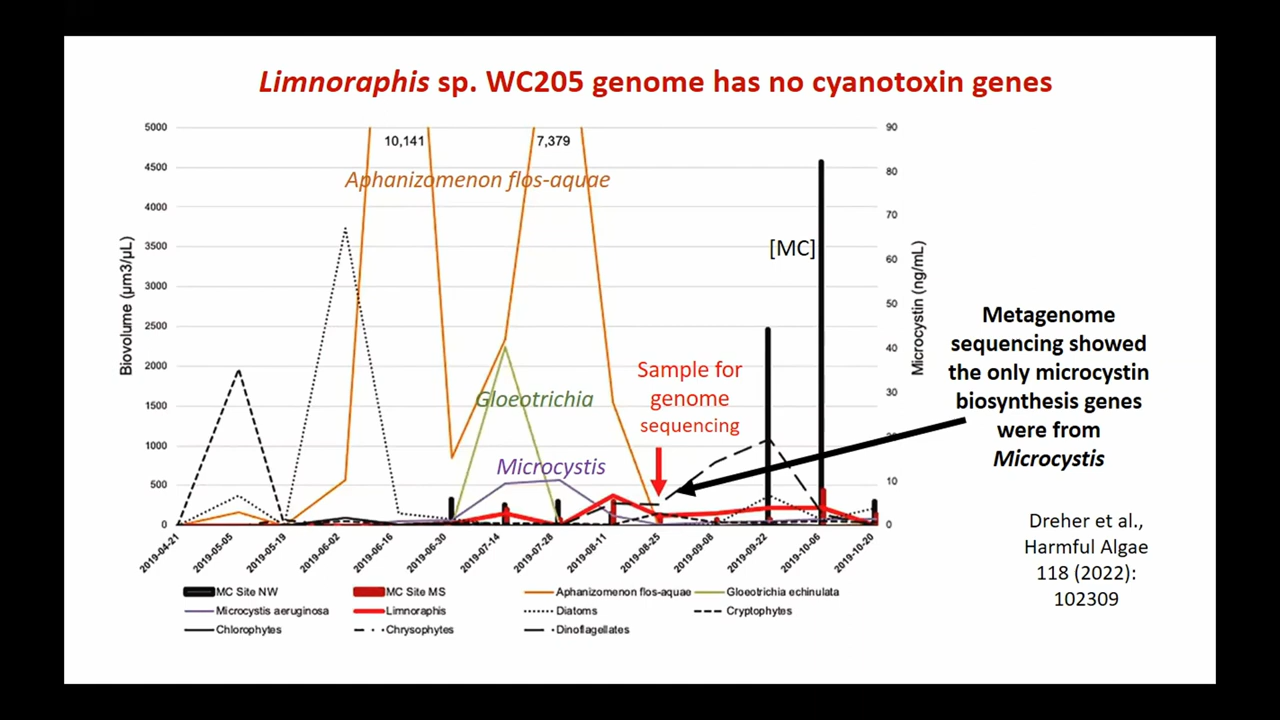 Limnoraphis sp. WC205 genome has no cyanotoxin genes
5000
4500
4000
3500
3000
2500
2000
1500
1000
500
0
Biovolume (µm3/µL)
10,141
7,379
Aphanizomenon flos-aquae
Gloeotrichia
Microcystis
Sample for
genome
sequencing
[MC]
90
80
70
60
50
40
30
10
0
Microcystin (ng/mL)
Metagenome
sequencing showed
the only microcystin
biosynthesis genes
were from
Microcystis
2019-04-21
2019-05-05
2019-05-19
2019-06-02
2019-06-16
2019-06-30
2019-07-14
2019-07-28
2019-08-11
2019-08-25
2019-09-08
2019-09-22
2019-10-06
2019-10-20
MC Site NW
MC Site MS
Aphanizomenon flos-aquae
Gloeotrichia echinulata
Microcystis aeruginosa
Limnoraphis
Diatoms
Cryptophytes
Chlorophytes
Chrysophytes
Dinoflagellates
Dreher et al.,
Harmful Algae
118 (2022):
102309